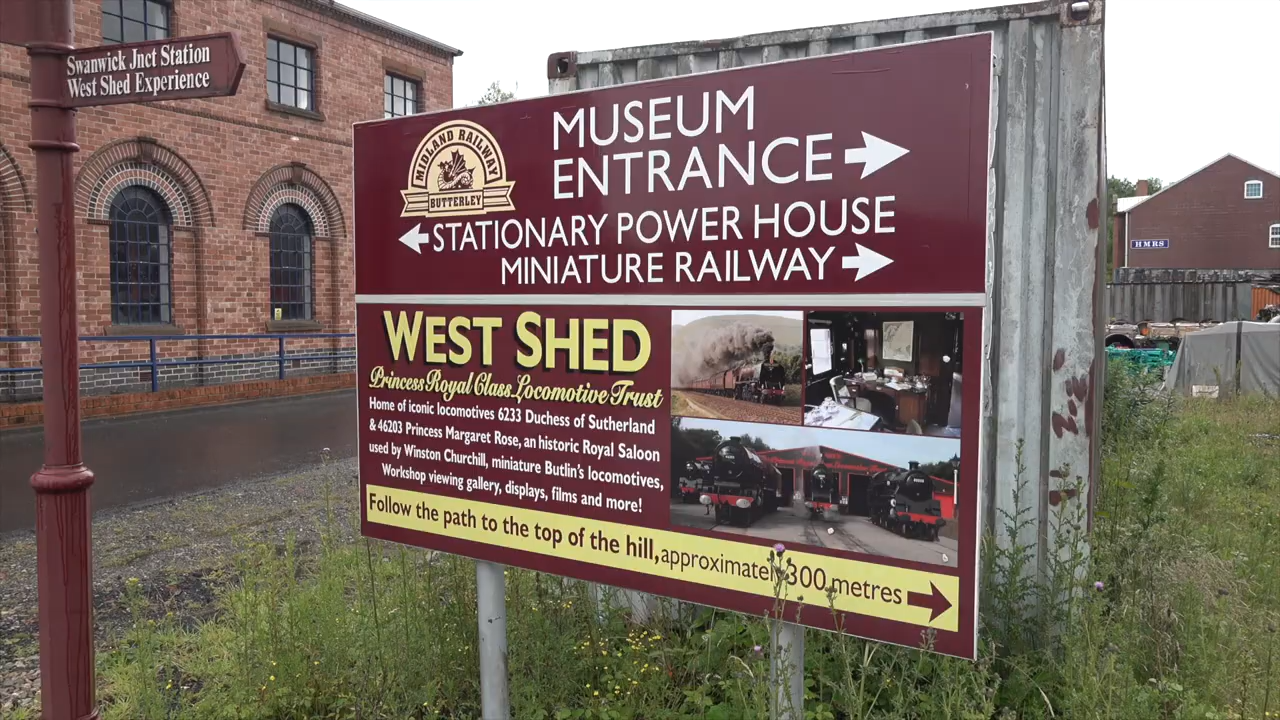 Swanwick Jnct Station
West Shed Experience
MIDLAND RAILWAY
BUTTERLEY
MUSEUM
ENTRANCE
STATIONARY POWER HOUSE
MINIATURE RAILWAY
WEST SHED
Princess Royal Class Locomotive Trust
Home of iconic locomotives 6233 Duchess of Sutherland
& 46203 Princess Margaret Rose, an historic Royal Saloon
used by Winston Churchill, miniature Butlin's locomotives,
Workshop viewing gallery, displays, films and more!
Follow the path to the top of the hill, approximately 300 metres
HMRS